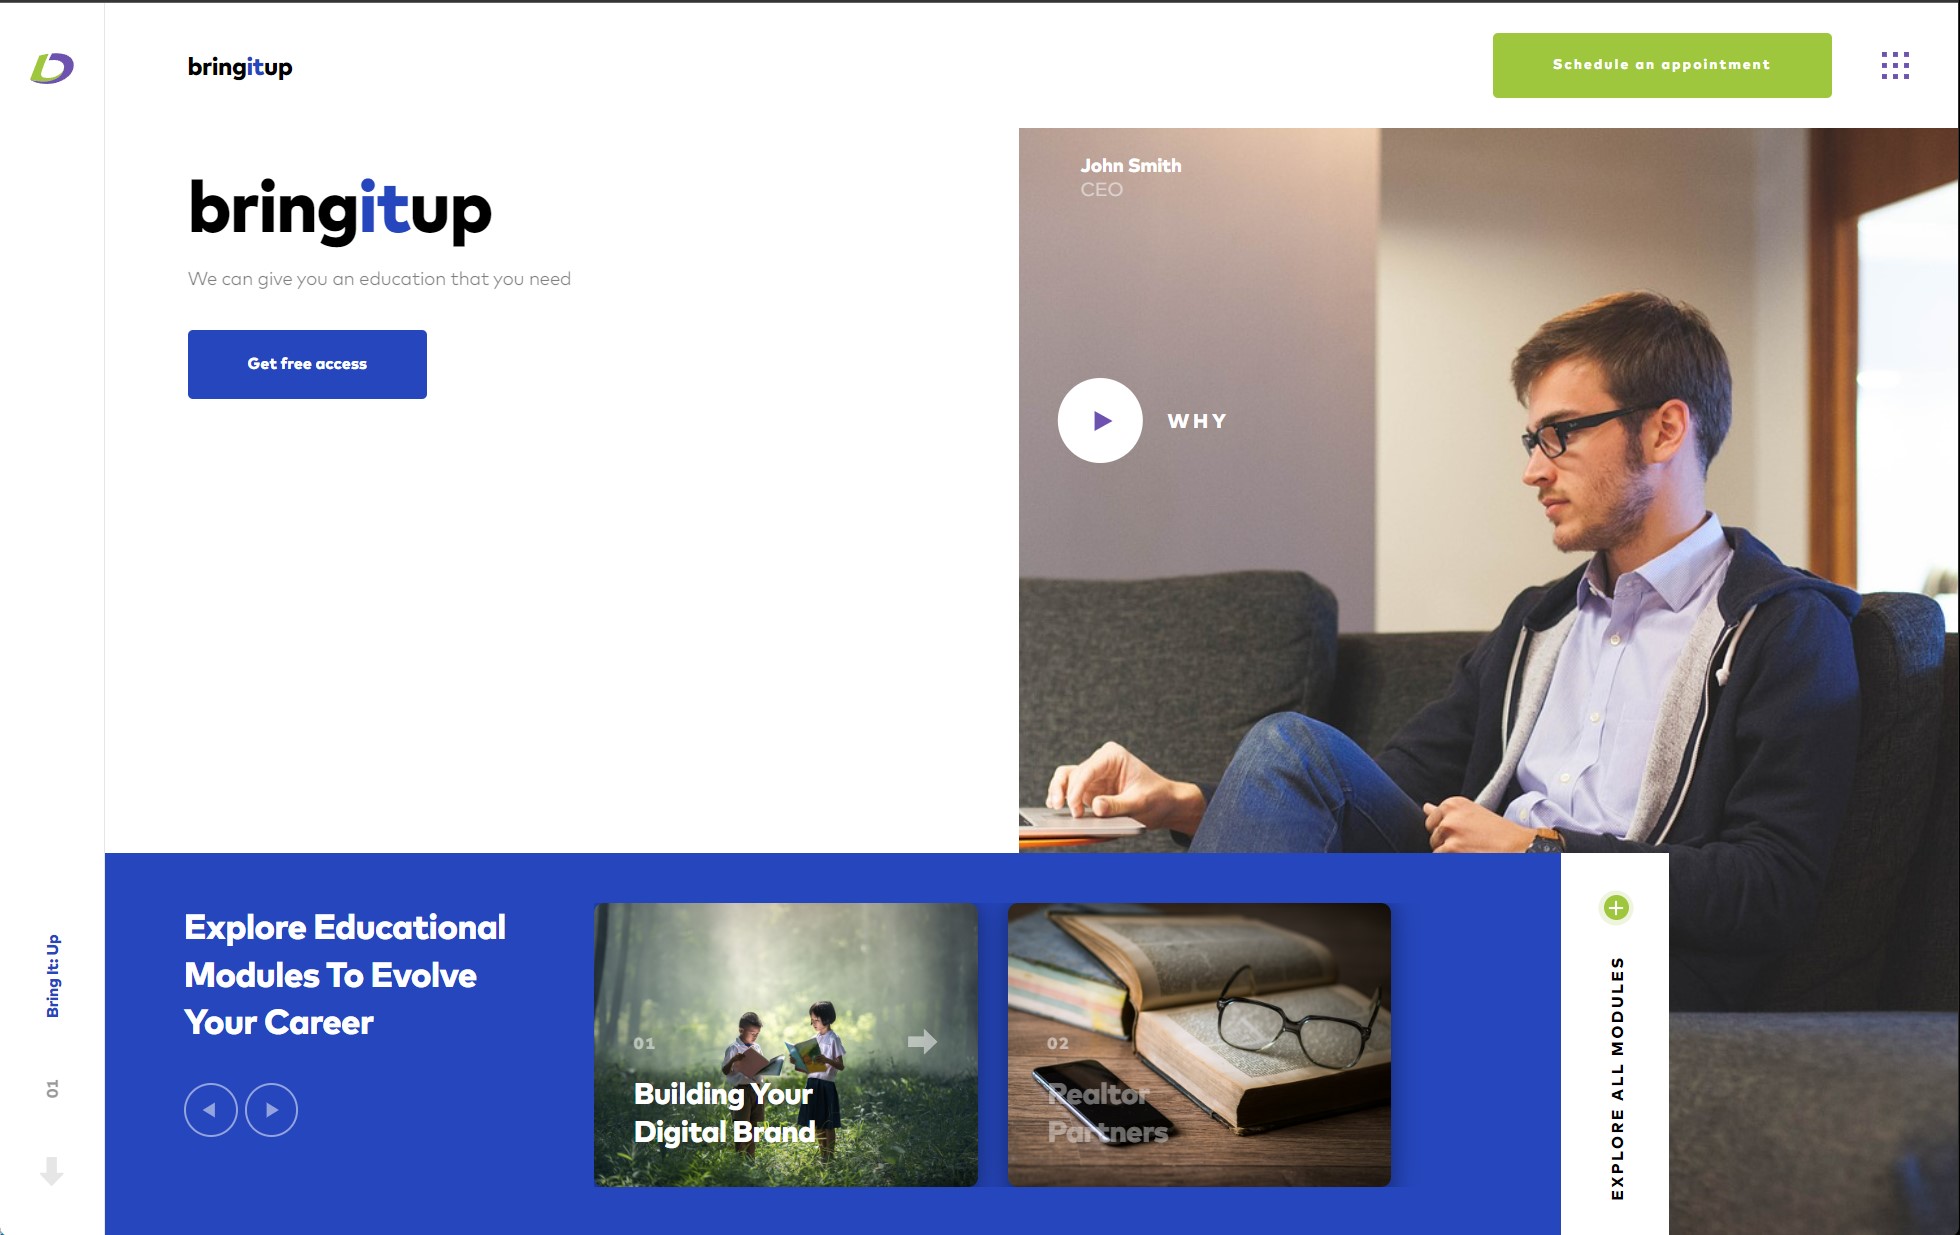 bringitup
Schedule an appointment
bringitup
We can give you an education that you need
Get free access
John Smith
CEO
WHY
Explore Educational
Modules To Evolve
Your Career
01
Building Your
Digital Brand
02
Realtor
Partners
EXPLORE ALL MODULES
Bring It: Up
01